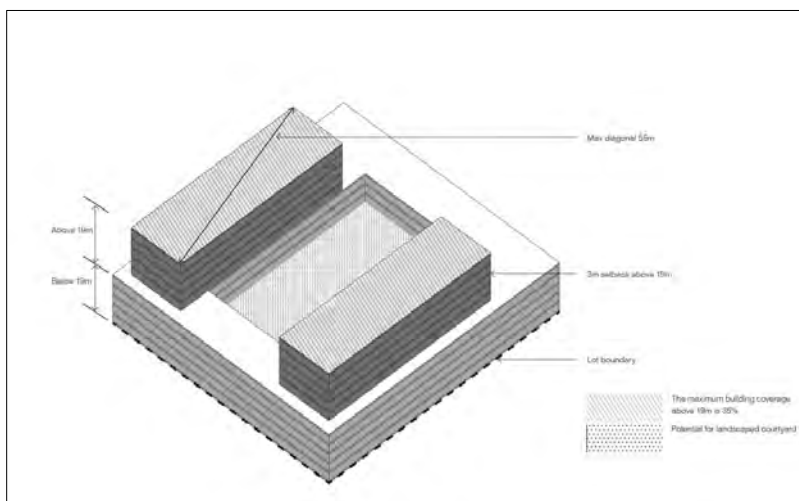 Max diagonal 55m
Above 19m
Below 19m
3m setback above 19m
Lot boundary
The maximum building coverage
above 19m is 35%
Potential for landscaped courtyard